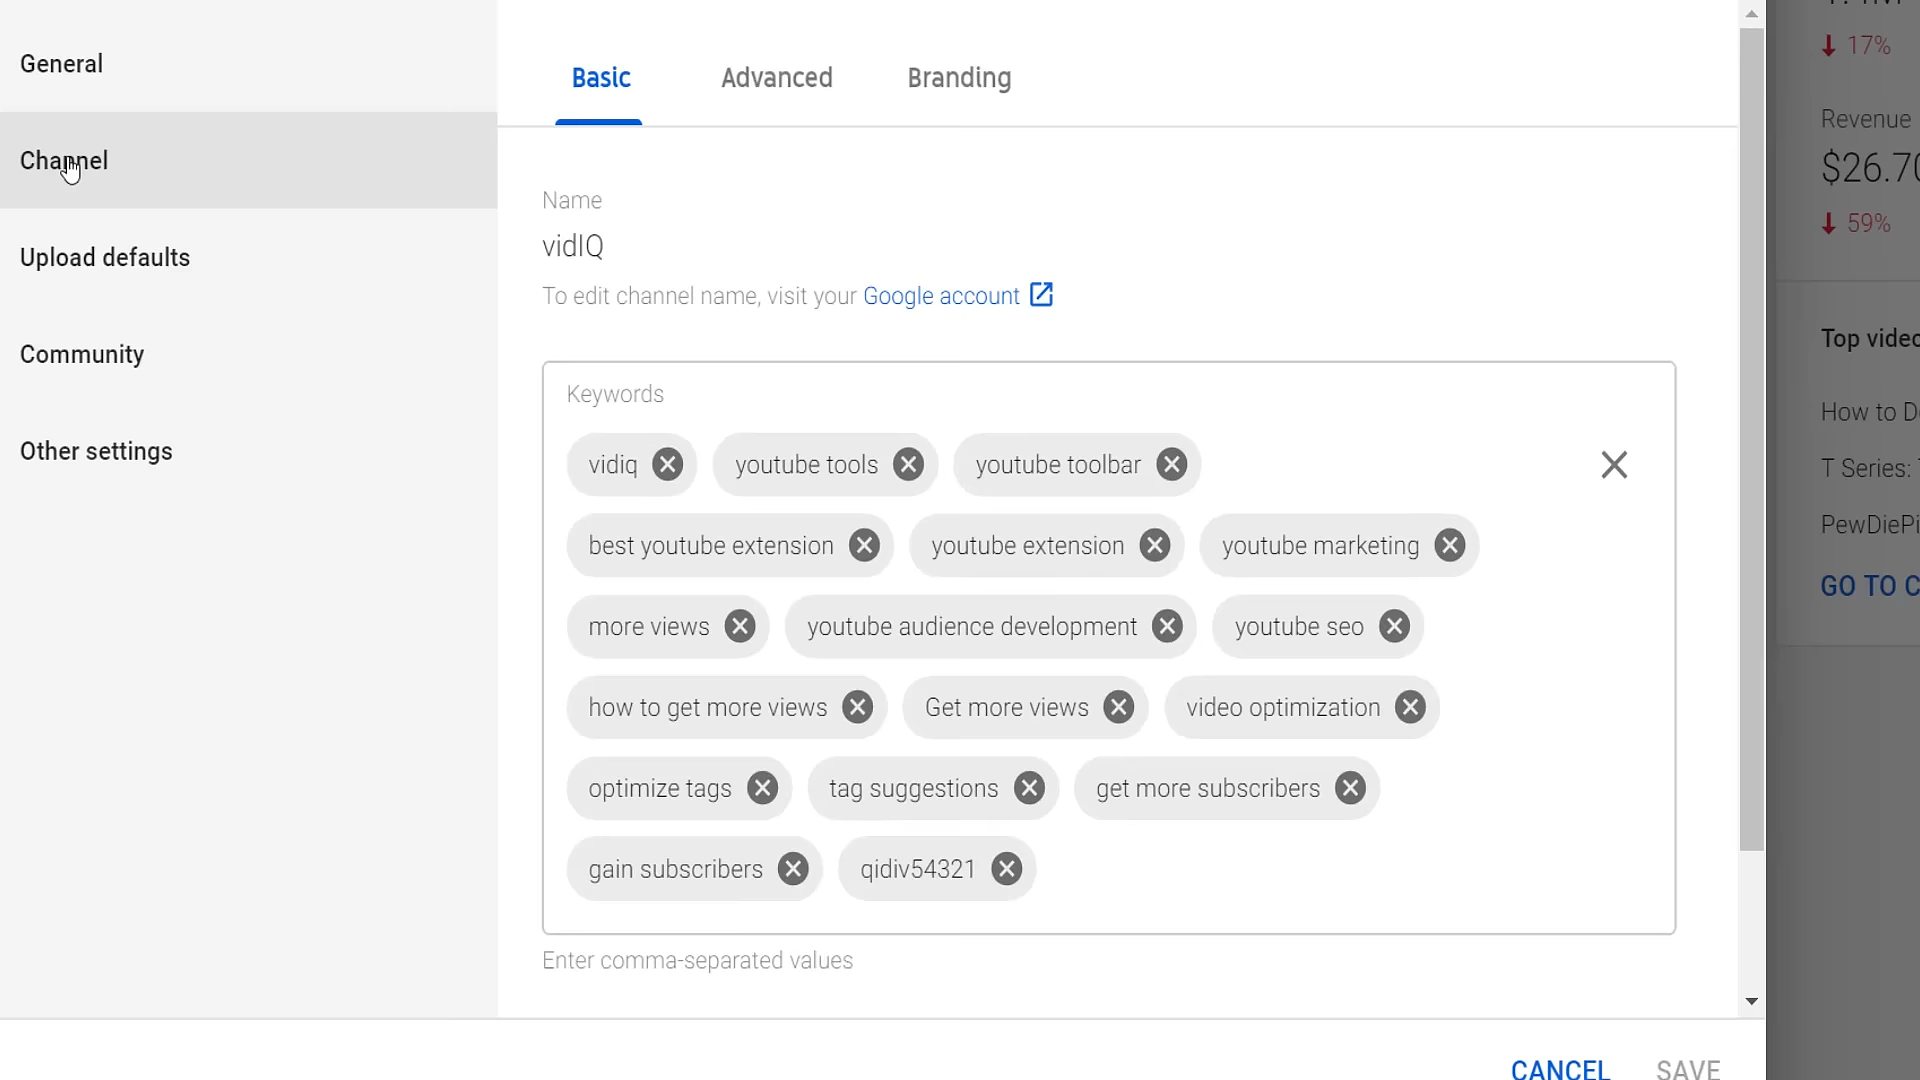 General
Channel
Upload defaults
Community
Other settings
Basic Advanced Branding
Name
vidIQ
To edit channel name, visit your Google account
Keywords
vidiq youtube tools youtube toolbar
best youtube extension youtube extension youtube marketing
more views youtube audience development youtube seo
how to get more views Get more views video optimization
optimize tags tag suggestions get more subscribers
gain subscribers qidiv54321
Enter comma-separated values
CANCEL SAVE
17%
Revenue
$26.70
59%
Top video
How to D
T Series:
PewDiePi
GO TO C